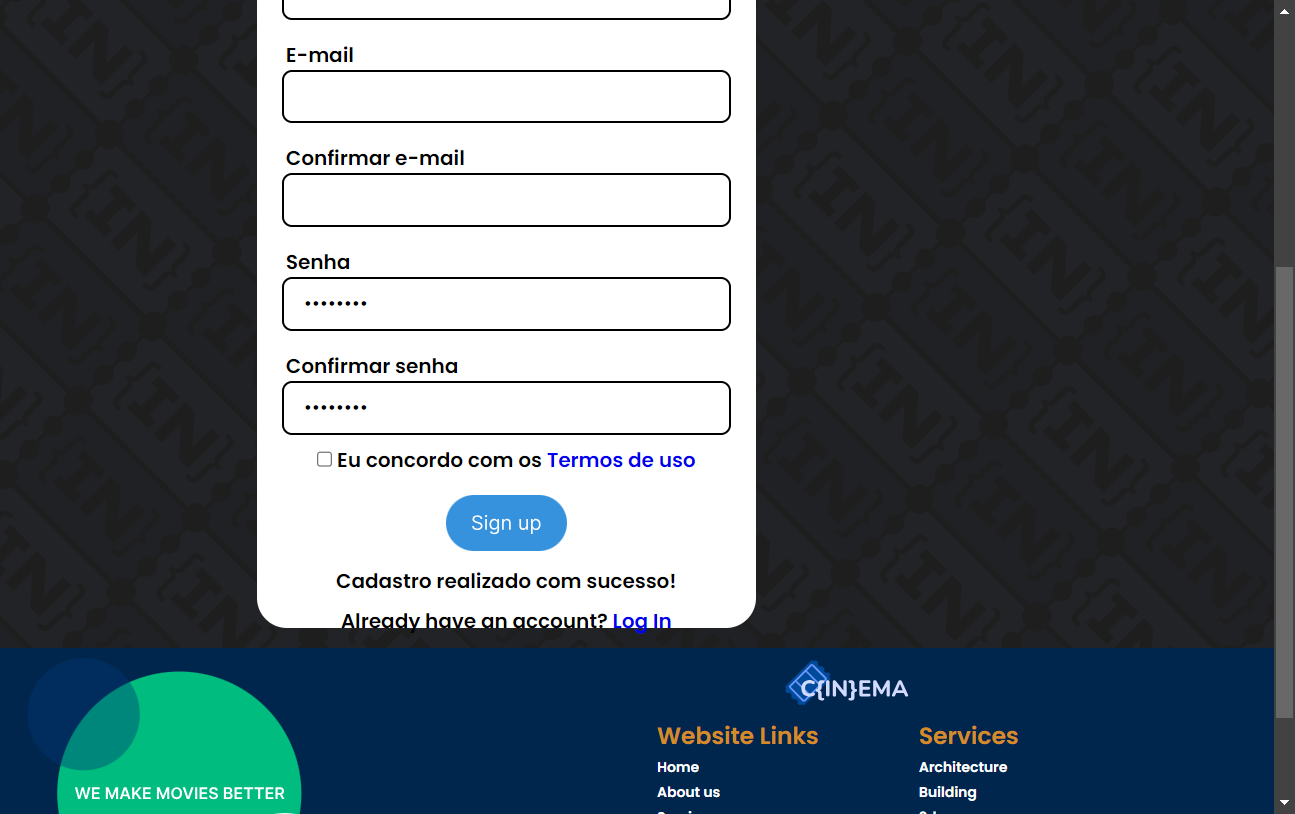 E-mail
Confirmar e-mail
Senha
••••••••
Confirmar senha
••••••••
Eu concordo com os Termos de uso
Sign up
Cadastro realizado com sucesso!
Already have an account? Log In
C{IN}EMA
WE MAKE MOVIES BETTER
Website Links
Home
About us
Services
Architecture
Building